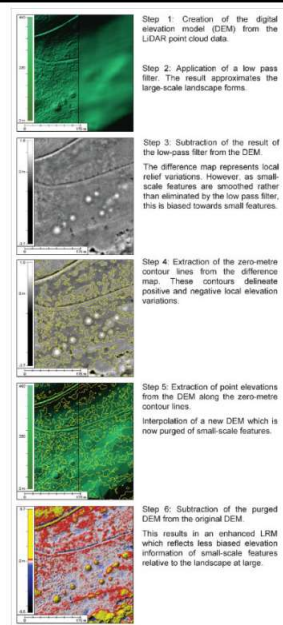 Step 1: Creation of the digital
elevation model (DEM) from the
LiDAR point cloud data.
Step 2: Application of a low pass
filter. The result approximates the
large-scale landscape forms.
Step 3: Subtraction of the result of
the low-pass filter from the DEM.
The difference map represents local
relief variations. However, as small-
scale features are smoothed rather
than eliminated by the low pass filter,
this is biased towards small features.
Step 4: Extraction of the zero-metre
contour lines from the difference
map. These contours delineate
positive and negative local elevation
variations.
Step 5: Extraction of point elevations
from the DEM along the zero-metre
contour lines.
Interpolation of a new DEM which is
now purged of small-scale features.
Step 6: Subtraction of the purged
DEM from the original DEM.
This results in an enhanced LRM
which reflects less biased elevation
information of small-scale features
relative to the landscape at large.